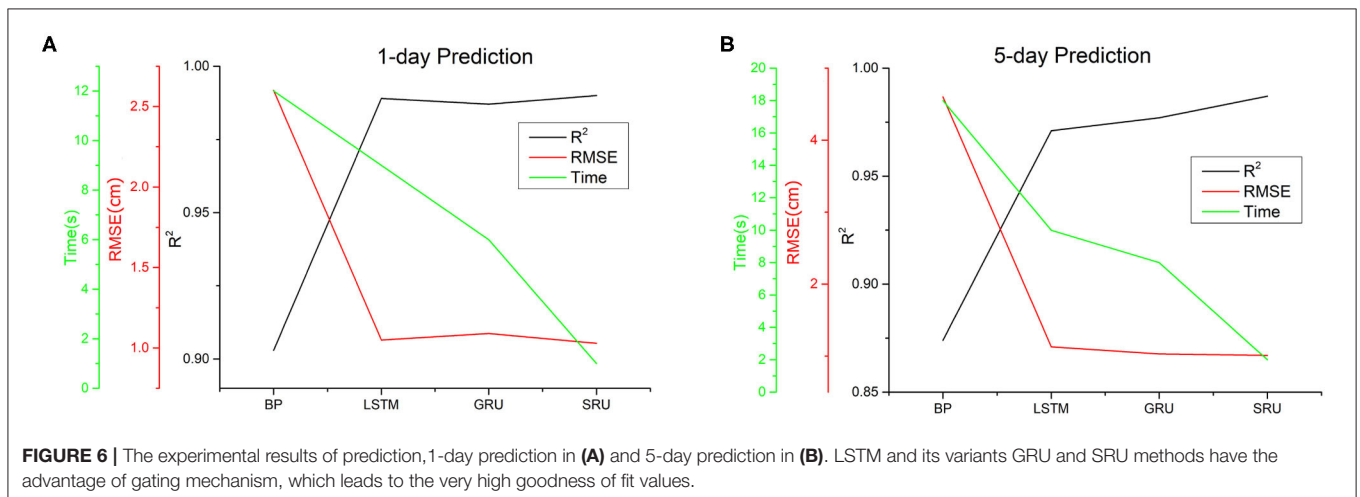 A
1-day Prediction
Time(s)
12
10
8
6
4
2
0
RMSE(cm)
2.5
2.0
1.5
1.0
R²
1.00
0.95
0.90
R²
RMSE
Time
BP
LSTM
GRU
SRU
B
5-day Prediction
Time(s)
20
18
16
14
12
10
8
6
4
2
0
RMSE(cm)
4
2
R²
1.00
0.95
0.90
0.85
R²
RMSE
Time
BP
LSTM
GRU
SRU
FIGURE 6 | The experimental results of prediction,1-day prediction in (A) and 5-day prediction in (B). LSTM and its variants GRU and SRU methods have the
advantage of gating mechanism, which leads to the very high goodness of fit values.